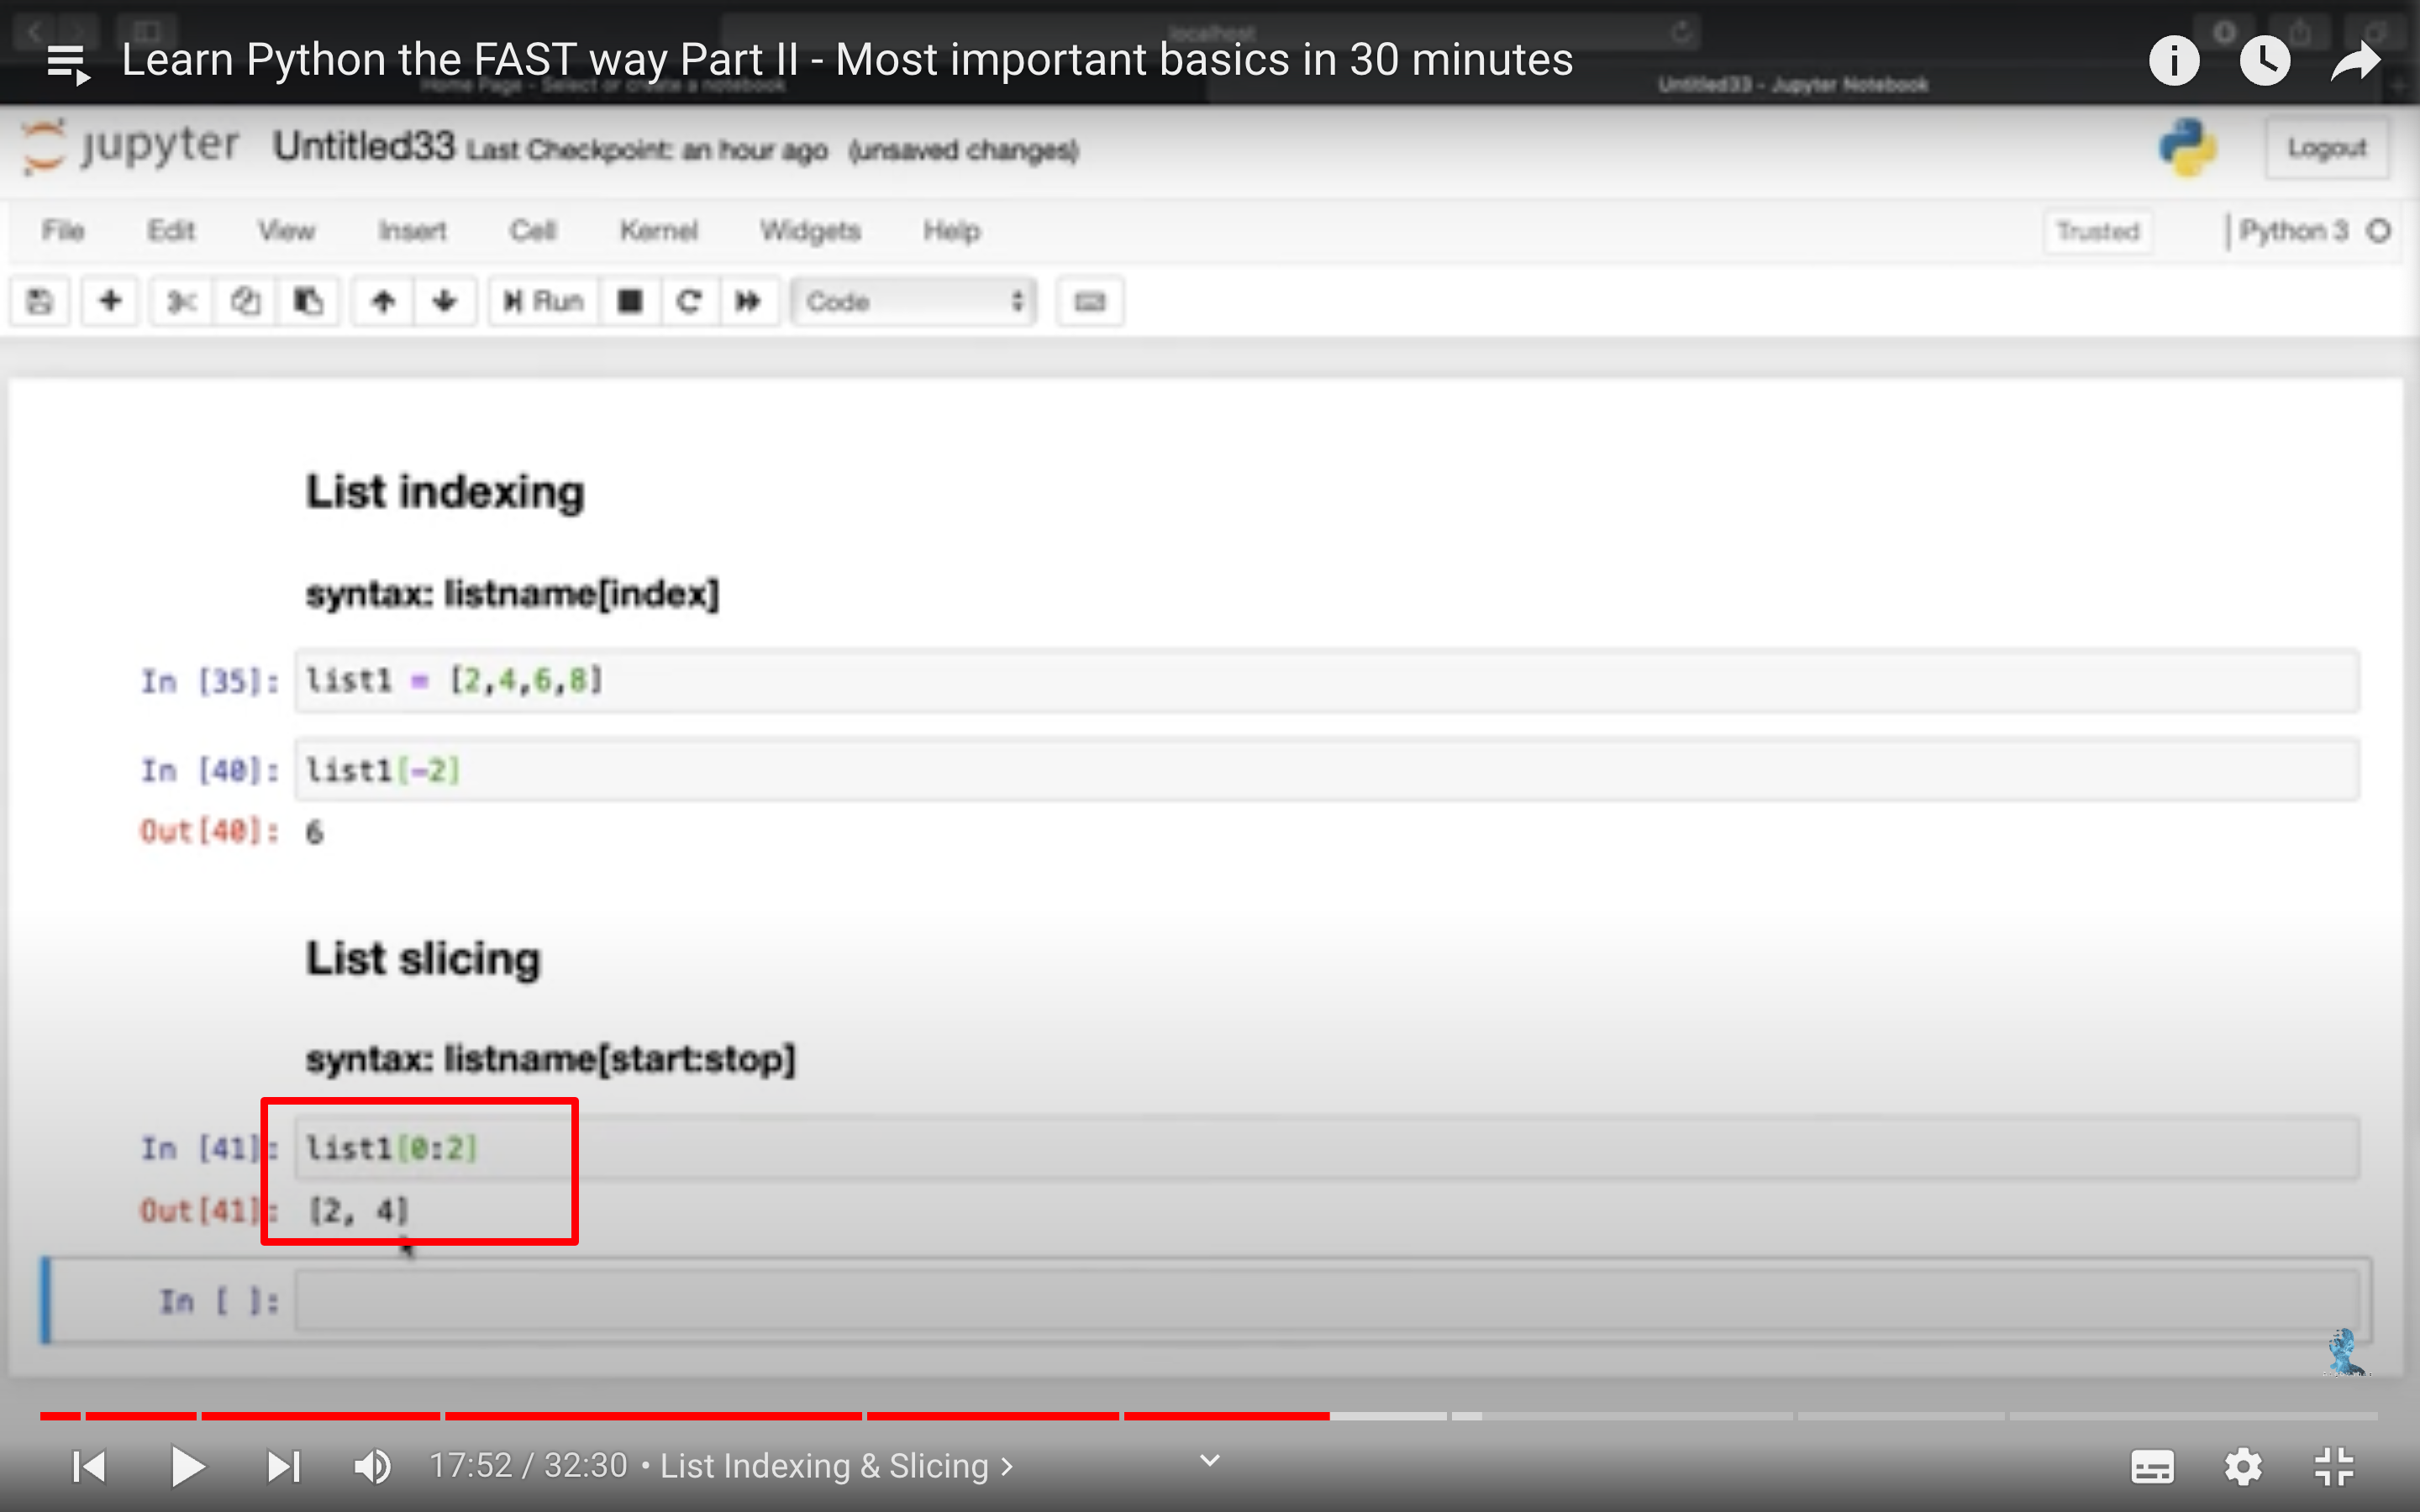 localhost
Learn Python the FAST way Part II - Most important basics in 30 minutes
Home Page - Select or create a notebook
Untitled33 - Jupyter Notebook
jupyter Untitled33 Last Checkpoint: an hour ago (unsaved changes)
Logout
File Edit View Insert Cell Kernel Widgets Help
Trusted
Python 3
Run
Code
List indexing
syntax: listname[index]
In [35]: list1 = [2,4,6,8]
In [40]: list1[-2]
Out[40]: 6
List slicing
syntax: listname[start:stop]
In [41]: list1[0:2]
Out[41]: [2, 4]
In [ ]:
17:52 / 32:30 • List Indexing & Slicing ›